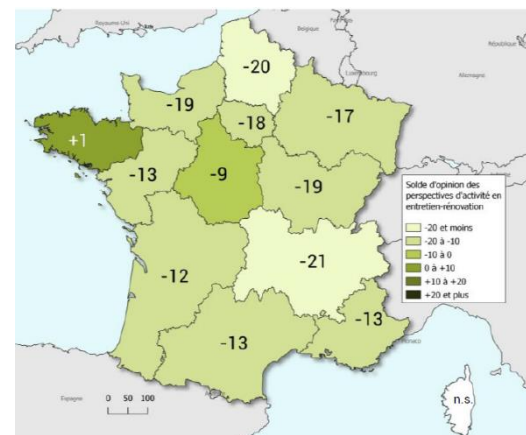 Royaume Uni
Belgique
Luxembourg
Allemagne
-20
-19
-18
-17
+1
-13
-9
-19
Solde d'opinion des
perspectives d'activité en
entretien-rénovation
-20 et moins
-20 à -10
-10 à 0
0 à +10
+10 à +20
+20 et plus
-12
-21
-13
-13
Monaco
n.s.
Espagne
0 50 100